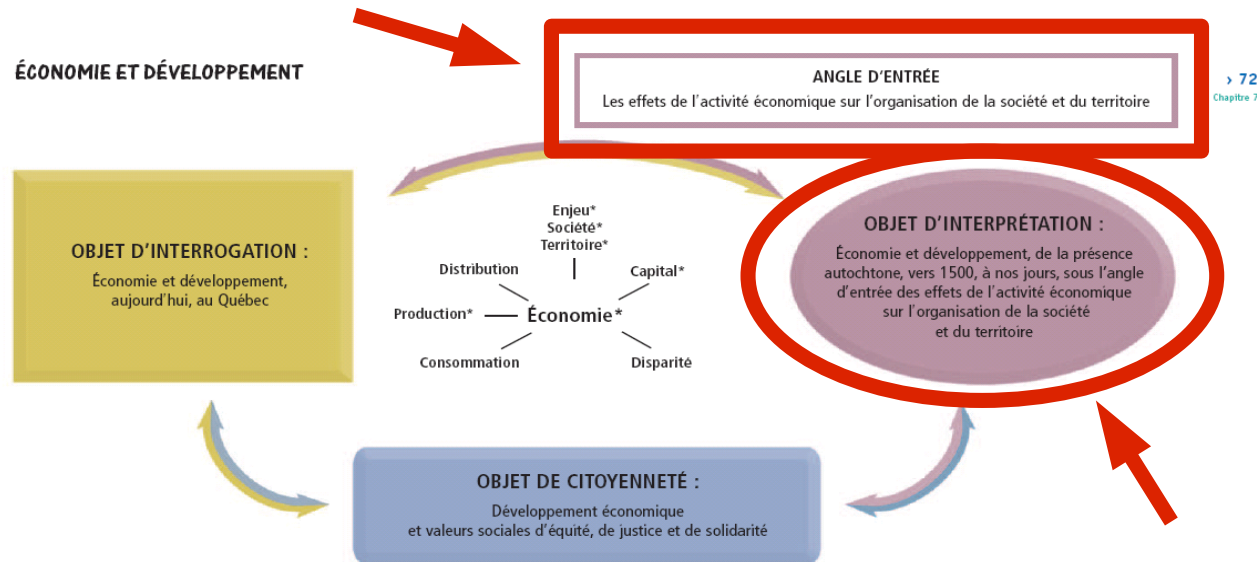 ÉCONOMIE ET DÉVELOPPEMENT
ANGLE D'ENTRÉE
Les effets de l'activité économique sur l'organisation de la société et du territoire
› 72
Chapitre 7
OBJET D'INTERROGATION :
Économie et développement,
aujourd'hui, au Québec
Enjeu*
Société*
Territoire*
Distribution
Capital*
Production*
Économie*
Consommation
Disparité
OBJET D'INTERPRÉTATION :
Économie et développement, de la présence
autochtone, vers 1500, à nos jours, sous l'angle
d'entrée des effets de l'activité économique
sur l'organisation de la société
et du territoire
OBJET DE CITOYENNETÉ :
Développement économique
et valeurs sociales d'équité, de justice et de solidarité